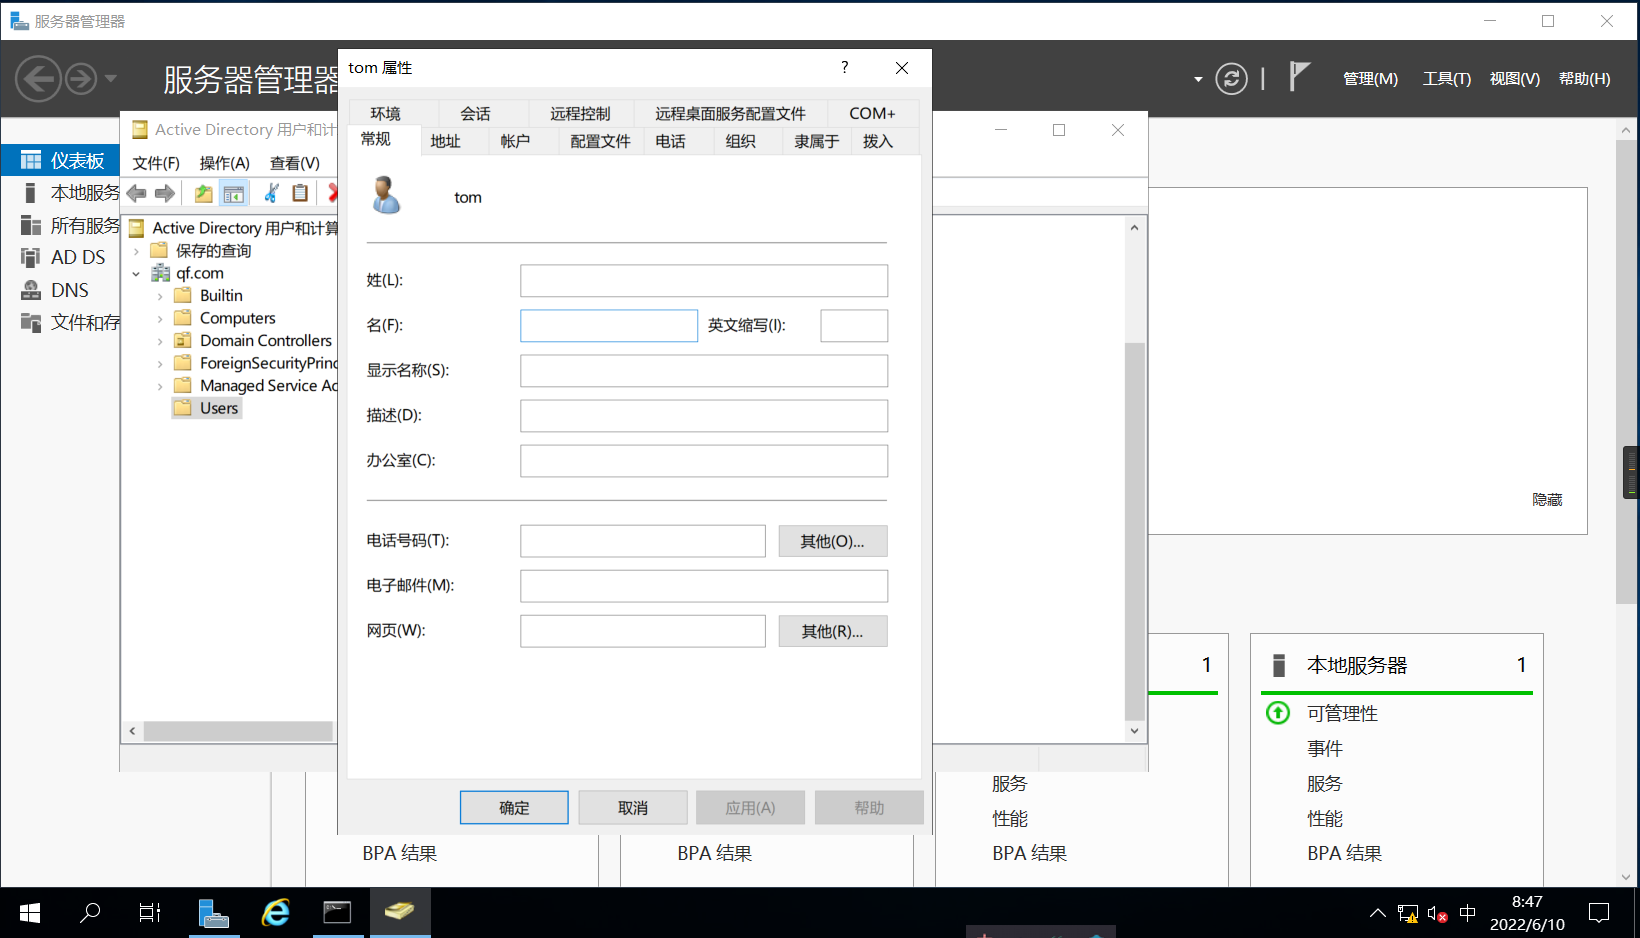 服务器管理器
服务器管理器
管理(M) 工具(T) 视图(V) 帮助(H)
仪表板
本地服务
所有服务
AD DS
DNS
文件和存
Active Directory 用户和计
文件(F) 操作(A) 查看(V)
Active Directory 用户和计算
保存的查询
qf.com
Builtin
Computers
Domain Controllers
ForeignSecurityPrinc
Managed Service Ac
Users
tom 属性
?
环境 会话 远程控制 远程桌面服务配置文件 COM+
常规 地址 帐户 配置文件 电话 组织 隶属于 拨入
tom
姓(L):
名(F): 英文缩写(I):
显示名称(S):
描述(D):
办公室(C):
电话号码(T): 其他(O)...
电子邮件(M):
网页(W): 其他(R)...
确定 取消 应用(A) 帮助
隐藏
BPA 结果
BPA 结果
1
服务
性能
BPA 结果
本地服务器 1
可管理性
事件
服务
性能
BPA 结果
中
8:47
2022/6/10